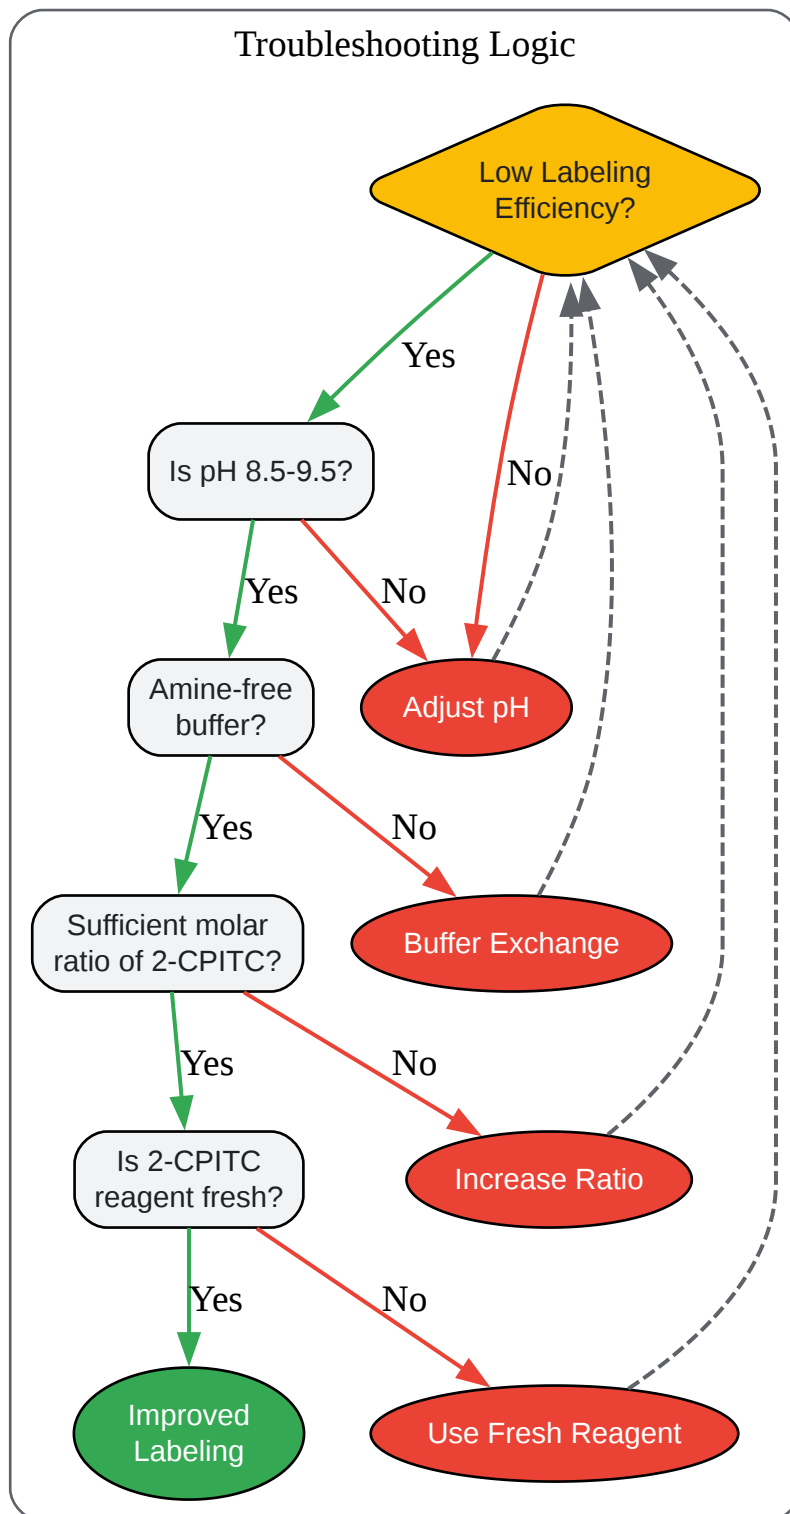 Troubleshooting Logic
Low Labeling
Efficiency?
Yes
No
Is pH 8.5-9.5?
Yes
No
Amine-free
buffer?
Adjust pH
Yes
No
Sufficient molar
ratio of 2-CPITC?
Buffer Exchange
Yes
No
Is 2-CPITC
reagent fresh?
Increase Ratio
Yes
No
Improved
Labeling
Use Fresh Reagent